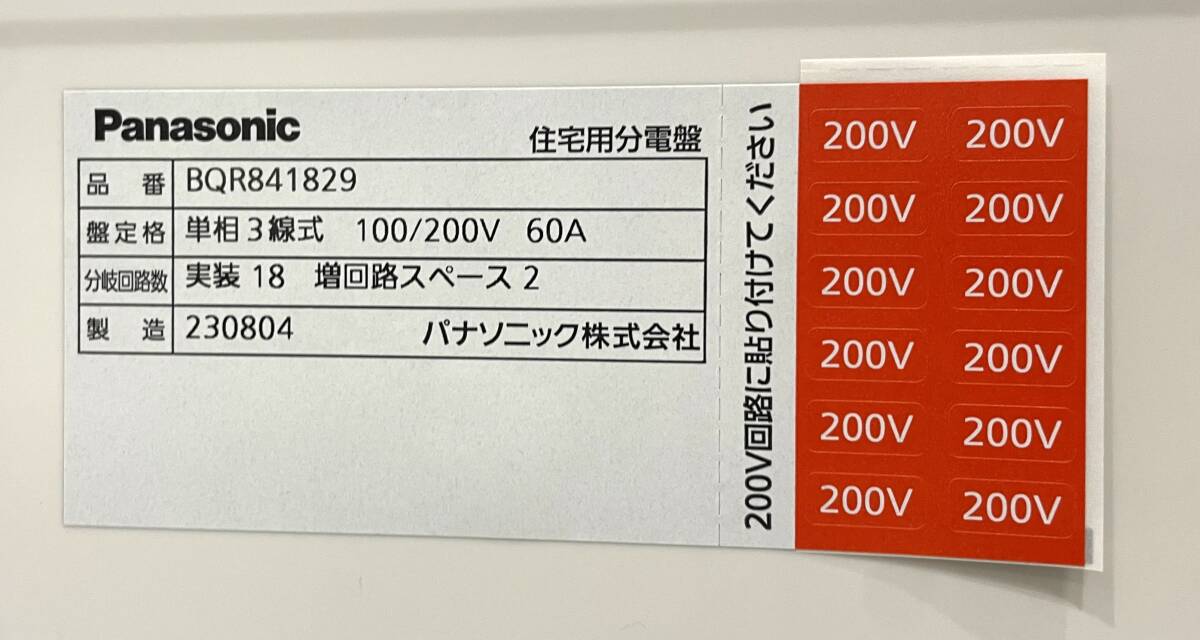 Panasonic
住宅用分電盤
品番 BQR841829
盤定格 単相3線式 100/200V 60A
分岐回路数 実装18 増回路スペース2
製造 230804 パナソニック株式会社
200V回路に貼り付けてください
200V 200V
200V 200V
200V 200V
200V 200V
200V 200V
200V 200V